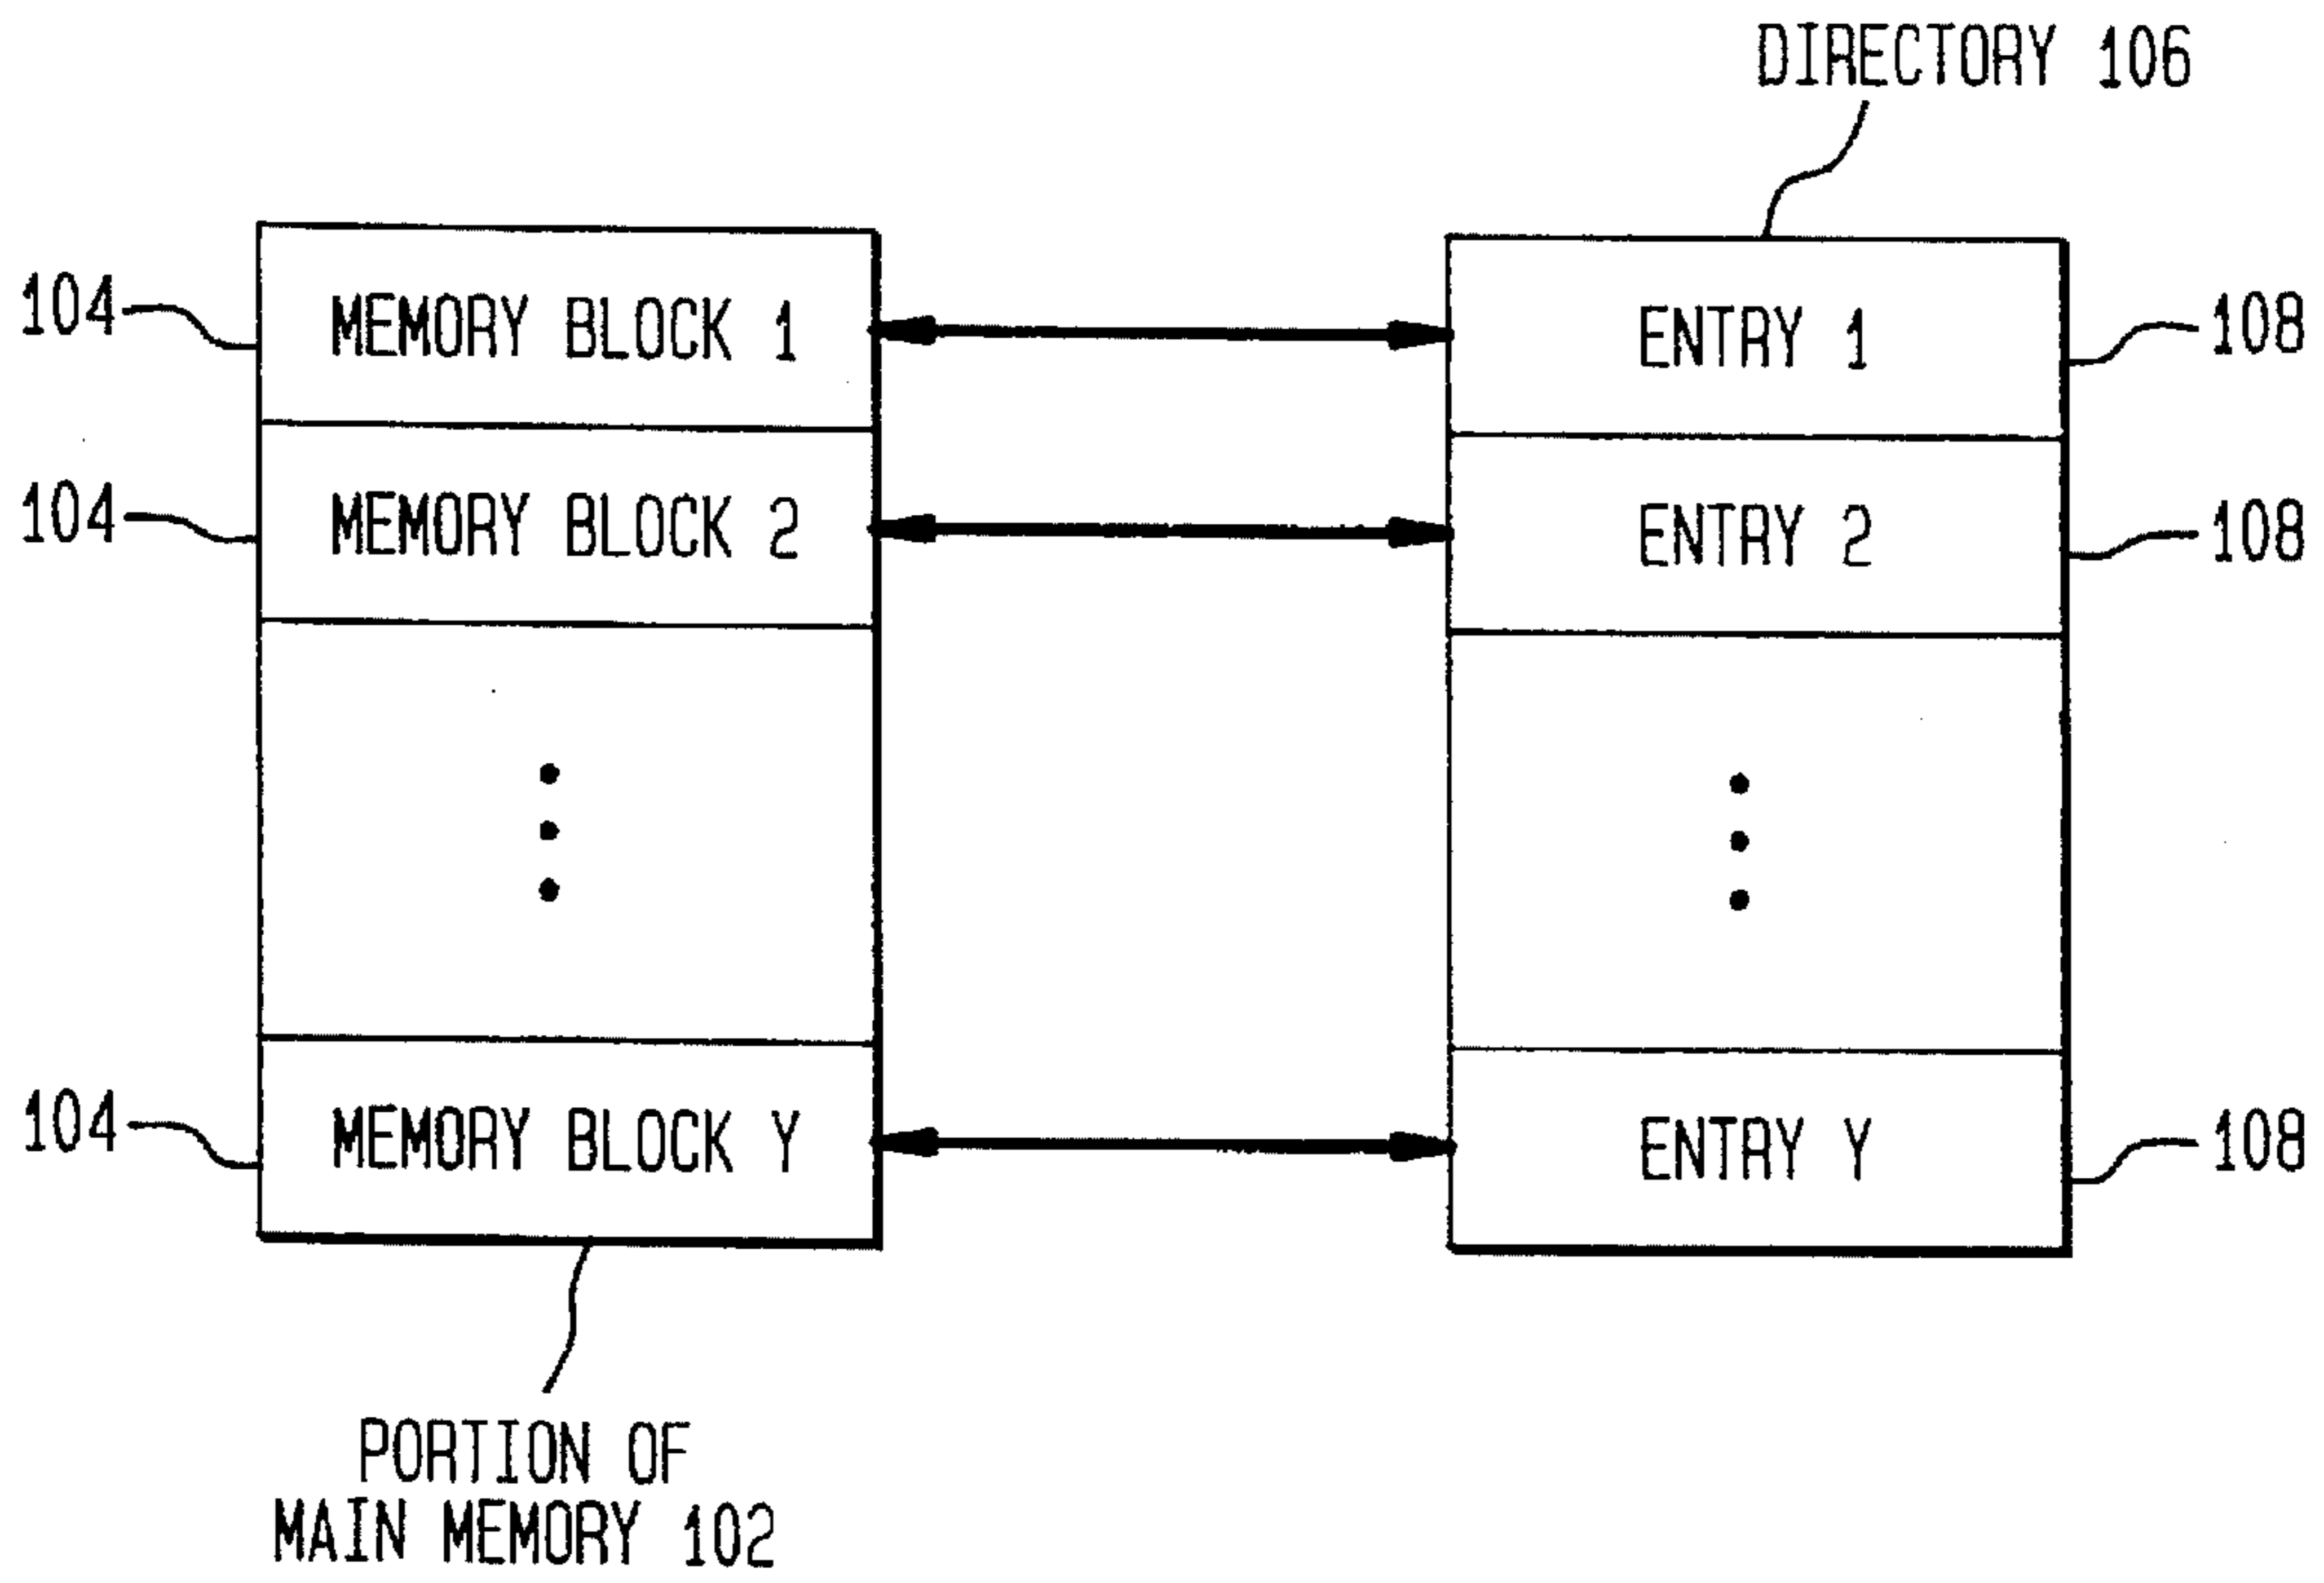 DIRECTORY 106
104
MEMORY BLOCK 1
ENTRY 1
108
104
MEMORY BLOCK 2
ENTRY 2
108
104
MEMORY BLOCK Y
ENTRY Y
108
PORTION OF
MAIN MEMORY 102